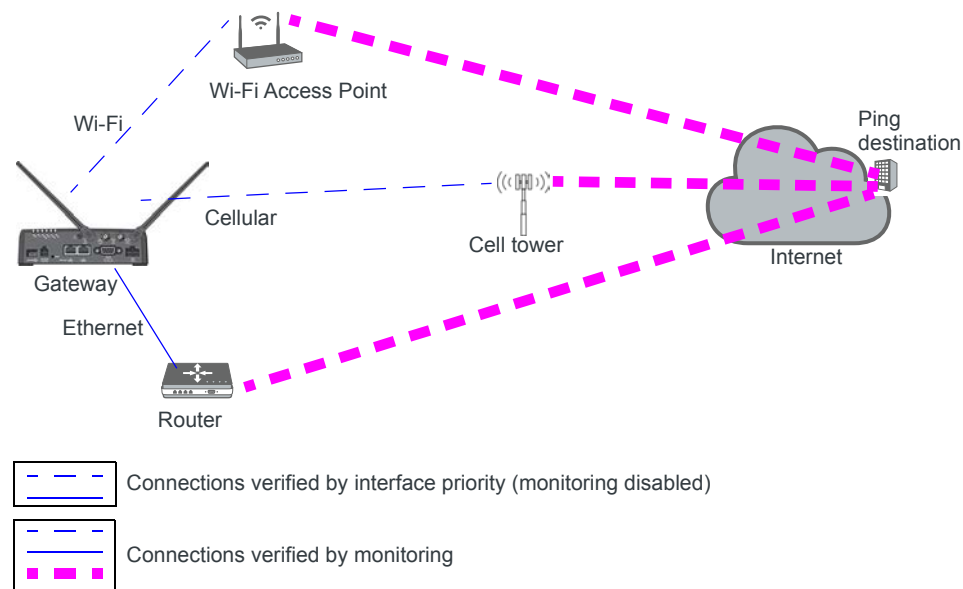 Wi-Fi Access Point
Ping
destination
Wi-Fi
Cellular
Cell tower
Internet
Gateway
Ethernet
Router
Connections verified by interface priority (monitoring disabled)
Connections verified by monitoring